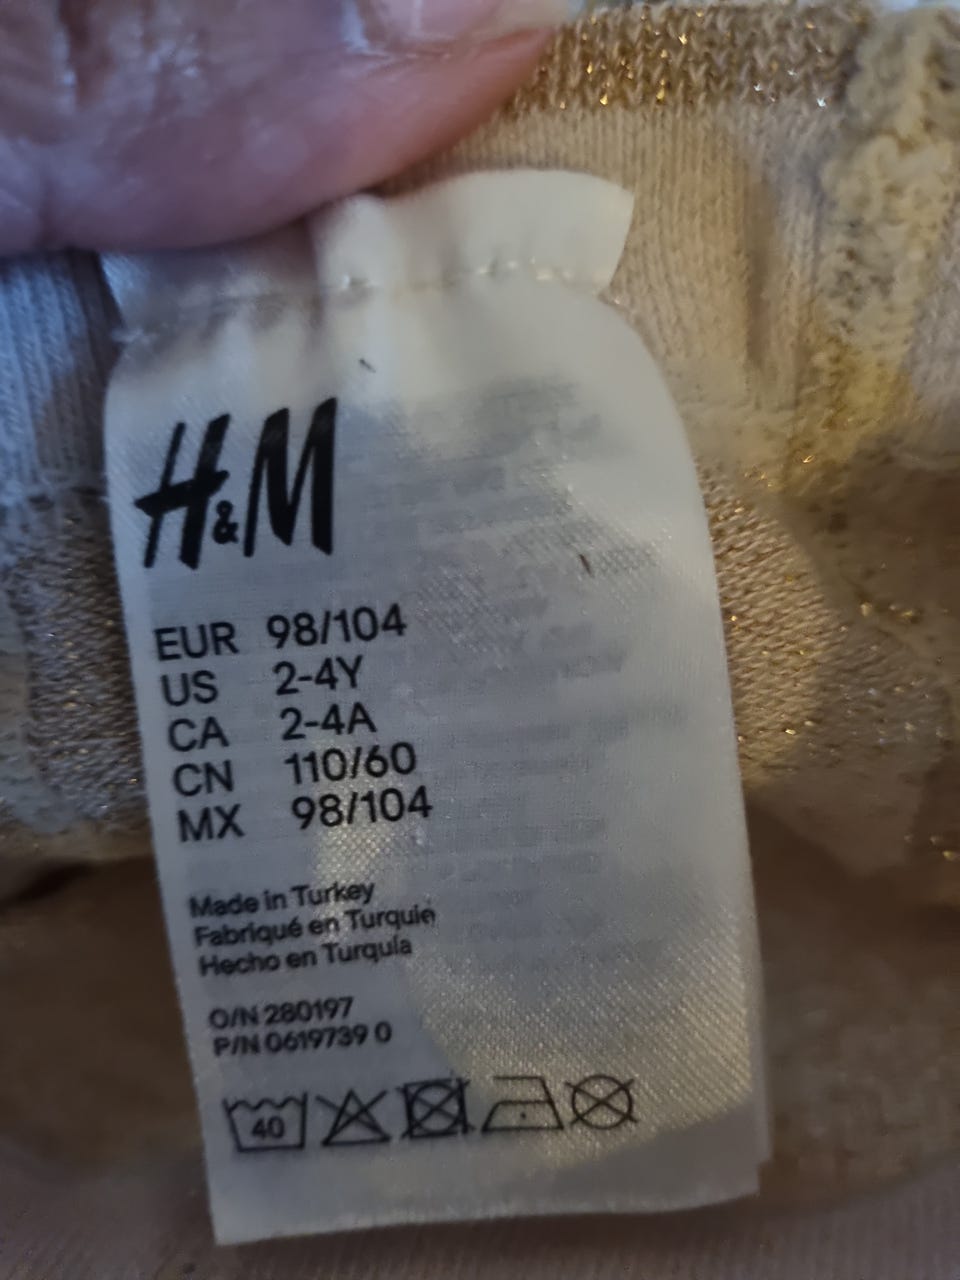 H&M
EUR 98/104
US 2-4Y
CA 2-4A
CN 110/60
MX 98/104
Made in Turkey
Fabriqué en Turquie
Hecho en Turquía
O/N 280197
P/N 0619739 0
40